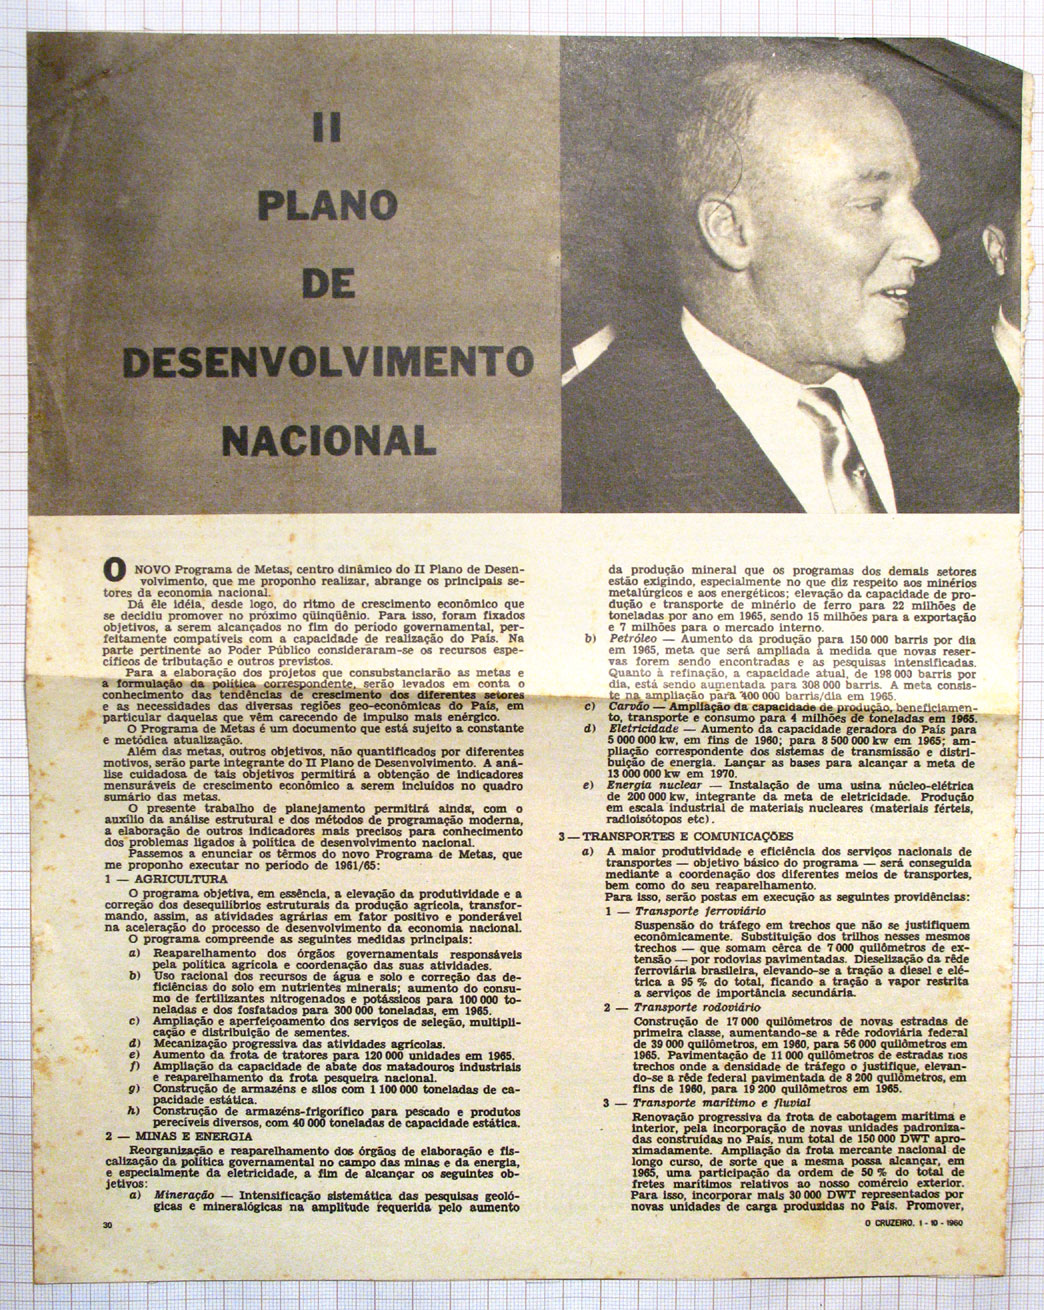 II
PLANO
DE
DESENVOLVIMENTO
NACIONAL
O NOVO Programa de Metas, centro dinâmico do II Plano de Desen-
volvimento, que me proponho realizar, abrange os principais se-
tores da economia nacional.
Dá êle idéia, desde logo, do ritmo de crescimento econômico que
se decidiu promover no próximo qüinqüênio. Para isso, foram fixados
objetivos, a serem alcançados no fim do período governamental, per-
feitamente compatíveis com a capacidade de realização do País. Na
parte pertinente ao Poder Público consideraram-se os recursos espe-
cíficos de tributação e outros previstos.
Para a elaboração dos projetos que consubstanciarão as metas e
a formulação da política correspondente, serão levados em conta o
conhecimento das tendências de crescimento dos diferentes setores
e as necessidades das diversas regiões geo-econômicas do País, em
particular daquelas que vêm carecendo de impulso mais enérgico.
O Programa de Metas é um documento que está sujeito a constante
e metódica atualização.
Além das metas, outros objetivos, não quantificados por diferentes
motivos, serão parte integrante do II Plano de Desenvolvimento. A aná-
lise cuidadosa de tais objetivos permitirá a obtenção de indicadores
mensuráveis de crescimento econômico a serem incluídos no quadro
sumário das metas.
O presente trabalho de planejamento permitirá ainda, com o
auxílio da análise estrutural e dos métodos de programação moderna,
a elaboração de outros indicadores mais precisos para conhecimento
dos problemas ligados à política de desenvolvimento nacional.
Passemos a enunciar os têrmos do novo Programa de Metas, que
me proponho executar no período de 1961/65:
1 — AGRICULTURA
O programa objetiva, em essência, a elevação da produtividade e a
correção dos desequilíbrios estruturais da produção agrícola, transfor-
mando, assim, as atividades agrárias em fator positivo e ponderável
na aceleração do processo de desenvolvimento da economia nacional.
O programa compreende as seguintes medidas principais:
a) Reaparelhamento dos órgãos governamentais responsáveis
pela política agrícola e coordenação das suas atividades.
b) Uso racional dos recursos de água e solo e correção das de-
ficiências do solo em nutrientes minerais; aumento do consu-
mo de fertilizantes nitrogenados e potássicos para 100 000 to-
neladas e dos fosfatados para 300 000 toneladas, em 1965.
c) Ampliação e aperfeiçoamento dos serviços de seleção, multipli-
cação e distribuição de sementes.
d) Mecanização progressiva das atividades agrícolas.
e) Aumento da frota de tratores para 120 000 unidades em 1965.
f) Ampliação da capacidade de abate dos matadouros industriais
e reaparelhamento da frota pesqueira nacional.
g) Construção de armazéns e silos com 1 100 000 toneladas de ca-
pacidade estática.
h) Construção de armazéns-frigorífico para pescado e produtos
perecíveis diversos, com 40 000 toneladas de capacidade estática.
2 — MINAS E ENERGIA
Reorganização e reaparelhamento dos órgãos de elaboração e fis-
calização da política governamental no campo das minas e da energia,
e especialmente da eletricidade, a fim de alcançar os seguintes ob-
jetivos:
a) Mineração — Intensificação sistemática das pesquisas geoló-
gicas e mineralógicas na amplitude requerida pelo aumento
30
da produção mineral que os programas dos demais setores
estão exigindo, especialmente no que diz respeito aos minérios
metalúrgicos e aos energéticos; elevação da capacidade de pro-
dução e transporte de minério de ferro para 22 milhões de
toneladas por ano em 1965, sendo 15 milhões para a exportação
e 7 milhões para o mercado interno.
b) Petróleo — Aumento da produção para 150 000 barris por dia
em 1965, meta que será ampliada à medida que novas reser-
vas forem sendo encontradas e as pesquisas intensificadas.
Quanto à refinação, a capacidade atual, de 198 000 barris por
dia, está sendo aumentada para 308 000 barris. A meta consis-
te na ampliação para 400 000 barris/dia em 1965.
c) Carvão — Ampliação da capacidade de produção, beneficiamen-
to, transporte e consumo para 4 milhões de toneladas em 1965.
d) Eletricidade — Aumento da capacidade geradora do País para
5 000 000 kw, em fins de 1960; para 8 500 000 kw em 1965; am-
pliação correspondente dos sistemas de transmissão e distri-
buição de energia. Lançar as bases para alcançar a meta de
13 000 000 kw em 1970.
e) Energia nuclear — Instalação de uma usina núcleo-elétrica
de 200 000 kw, integrante da meta de eletricidade. Produção
em escala industrial de materiais nucleares (materiais férteis,
radioisótopos etc).
3 — TRANSPORTES E COMUNICAÇÕES
a) A maior produtividade e eficiência dos serviços nacionais de
transportes — objetivo básico do programa — será conseguida
mediante a coordenação dos diferentes meios de transportes,
bem como do seu reaparelhamento.
Para isso, serão postas em execução as seguintes providências:
1 — Transporte ferroviário
Suspensão do tráfego em trechos que não se justifiquem
econômicamente. Substituição dos trilhos nesses mesmos
trechos — que somam cêrca de 7 000 quilômetros de ex-
tensão — por rodovias pavimentadas. Dieselização da rêde
ferroviária brasileira, elevando-se a tração a diesel e elé-
trica a 95 % do total, ficando a tração a vapor restrita
a serviços de importância secundária.
2 — Transporte rodoviário
Construção de 17 000 quilômetros de novas estradas de
primeira classe, aumentando-se a rêde rodoviária federal
de 39 000 quilômetros, em 1960, para 56 000 quilômetros em
1965. Pavimentação de 11 000 quilômetros de estradas nos
trechos onde a densidade de tráfego o justifique, elevan-
do-se a rêde federal pavimentada de 8 200 quilômetros, em
fins de 1960, para 19 200 quilômetros em 1965.
3 — Transporte marítimo e fluvial
Renovação progressiva da frota de cabotagem marítima e
interior, pela incorporação de novas unidades padroniza-
das construídas no País, num total de 150 000 DWT apro-
ximadamente. Ampliação da frota mercante nacional de
longo curso, de sorte que a mesma possa alcançar, em
1965, uma participação da ordem de 50 % do total de
fretes marítimos relativos ao nosso comércio exterior.
Para isso, incorporar mais 30 000 DWT representados por
novas unidades de carga produzidas no País. Promover,
O CRUZEIRO, 1 - 10 - 1960